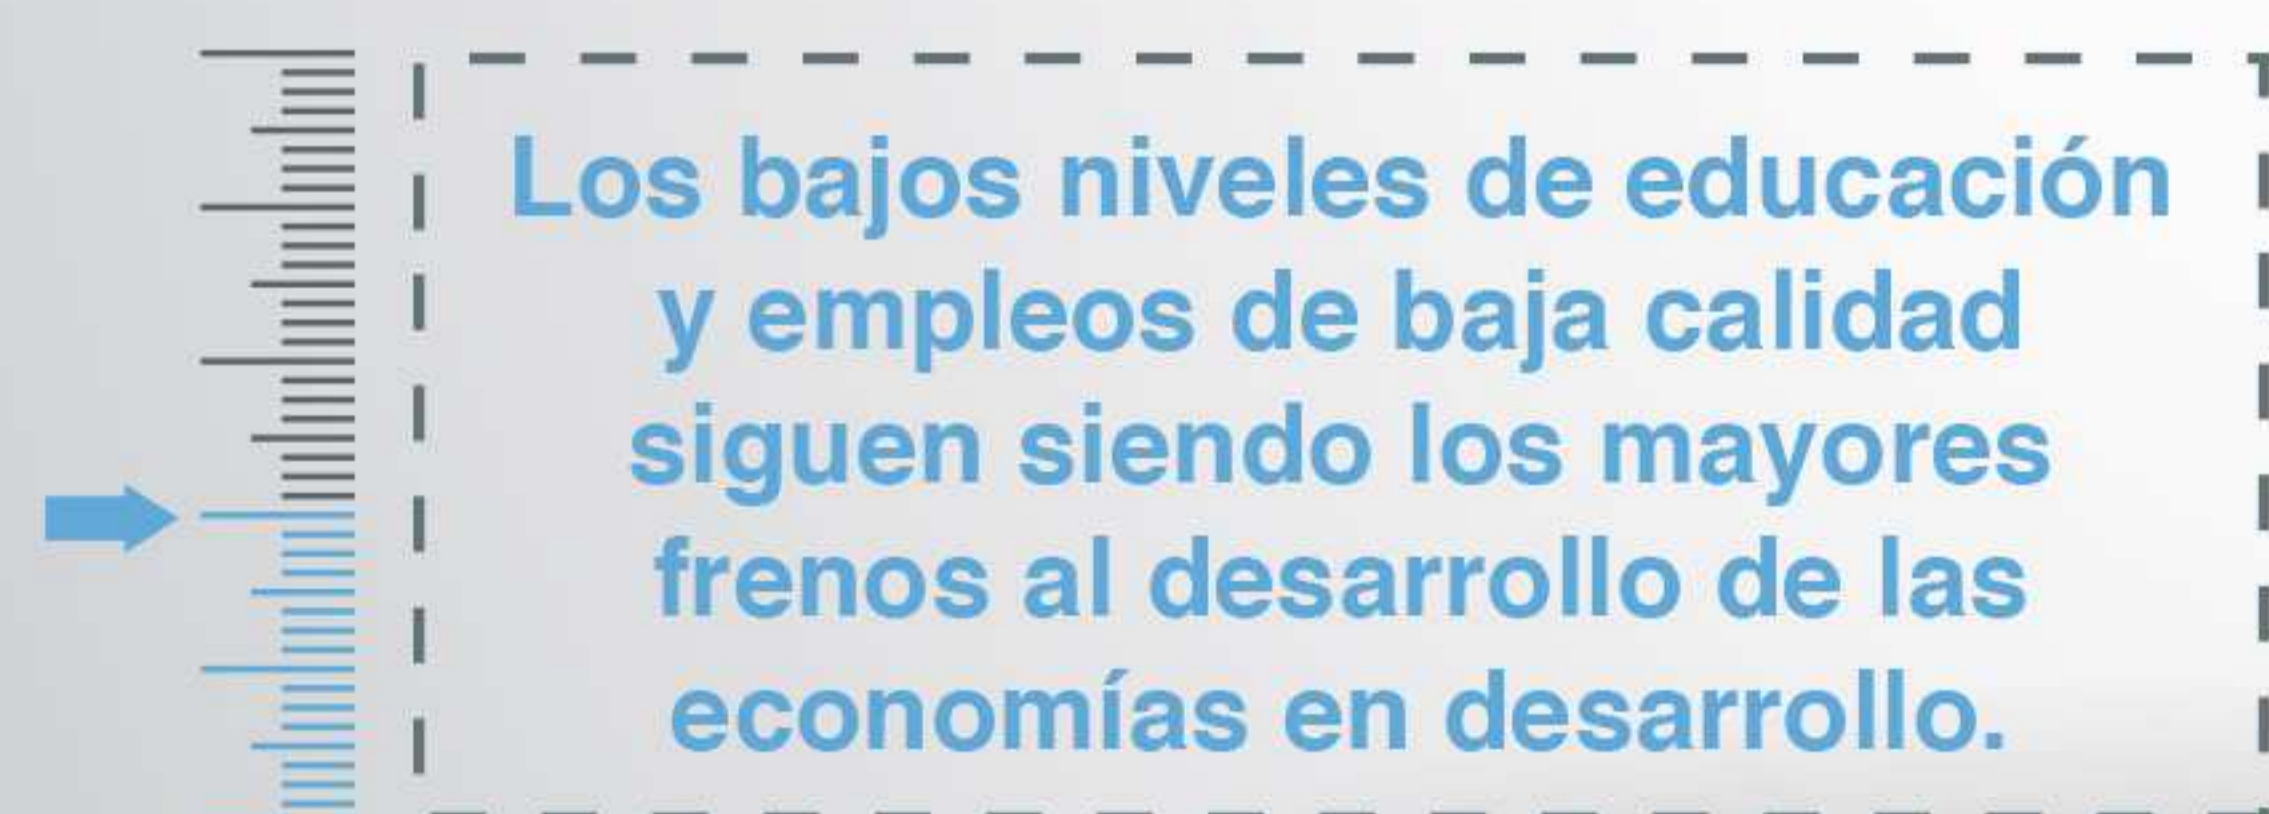 Los bajos niveles de educación
y empleos de baja calidad
siguen siendo los mayores
frenos al desarrollo de las
economías en desarrollo.